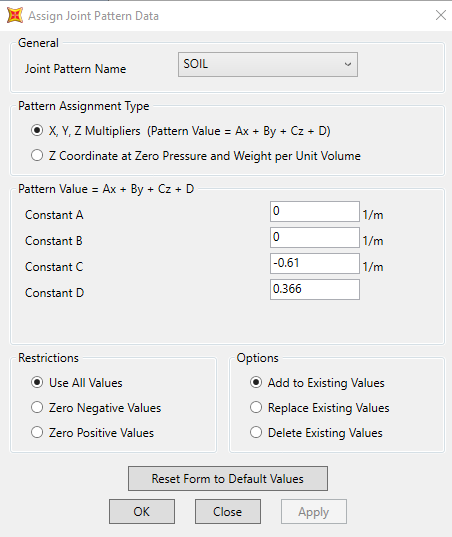 Assign Joint Pattern Data
General
Joint Pattern Name
SOIL
Pattern Assignment Type
X, Y, Z Multipliers (Pattern Value = Ax + By + Cz + D)
Z Coordinate at Zero Pressure and Weight per Unit Volume
Pattern Value = Ax + By + Cz + D
Constant A 0 1/m
Constant B 0 1/m
Constant C -0.61 1/m
Constant D 0.366
Restrictions
Use All Values
Zero Negative Values
Zero Positive Values
Options
Add to Existing Values
Replace Existing Values
Delete Existing Values
Reset Form to Default Values
OK Close Apply